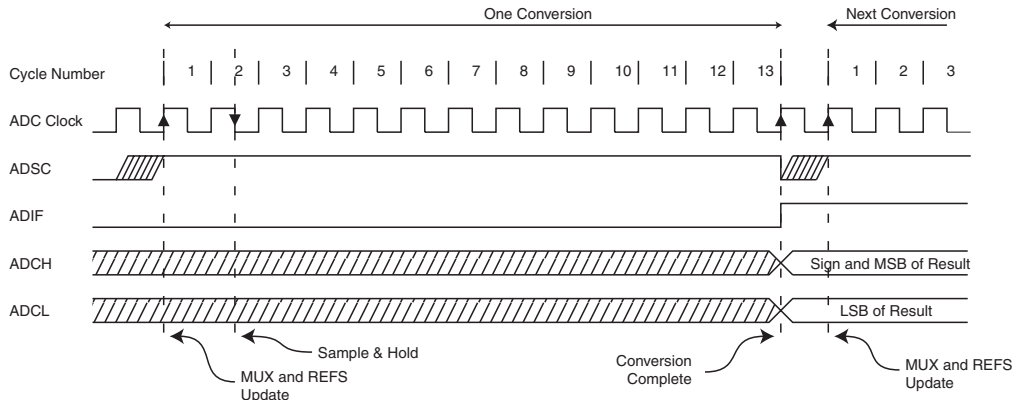 One Conversion
Next Conversion
Cycle Number
1 2 3 4 5 6 7 8 9 10 11 12 13 1 2 3
ADC Clock
ADSC
ADIF
ADCH
Sign and MSB of Result
ADCL
LSB of Result
Sample & Hold
MUX and REFS
Update
Conversion
Complete
MUX and REFS
Update